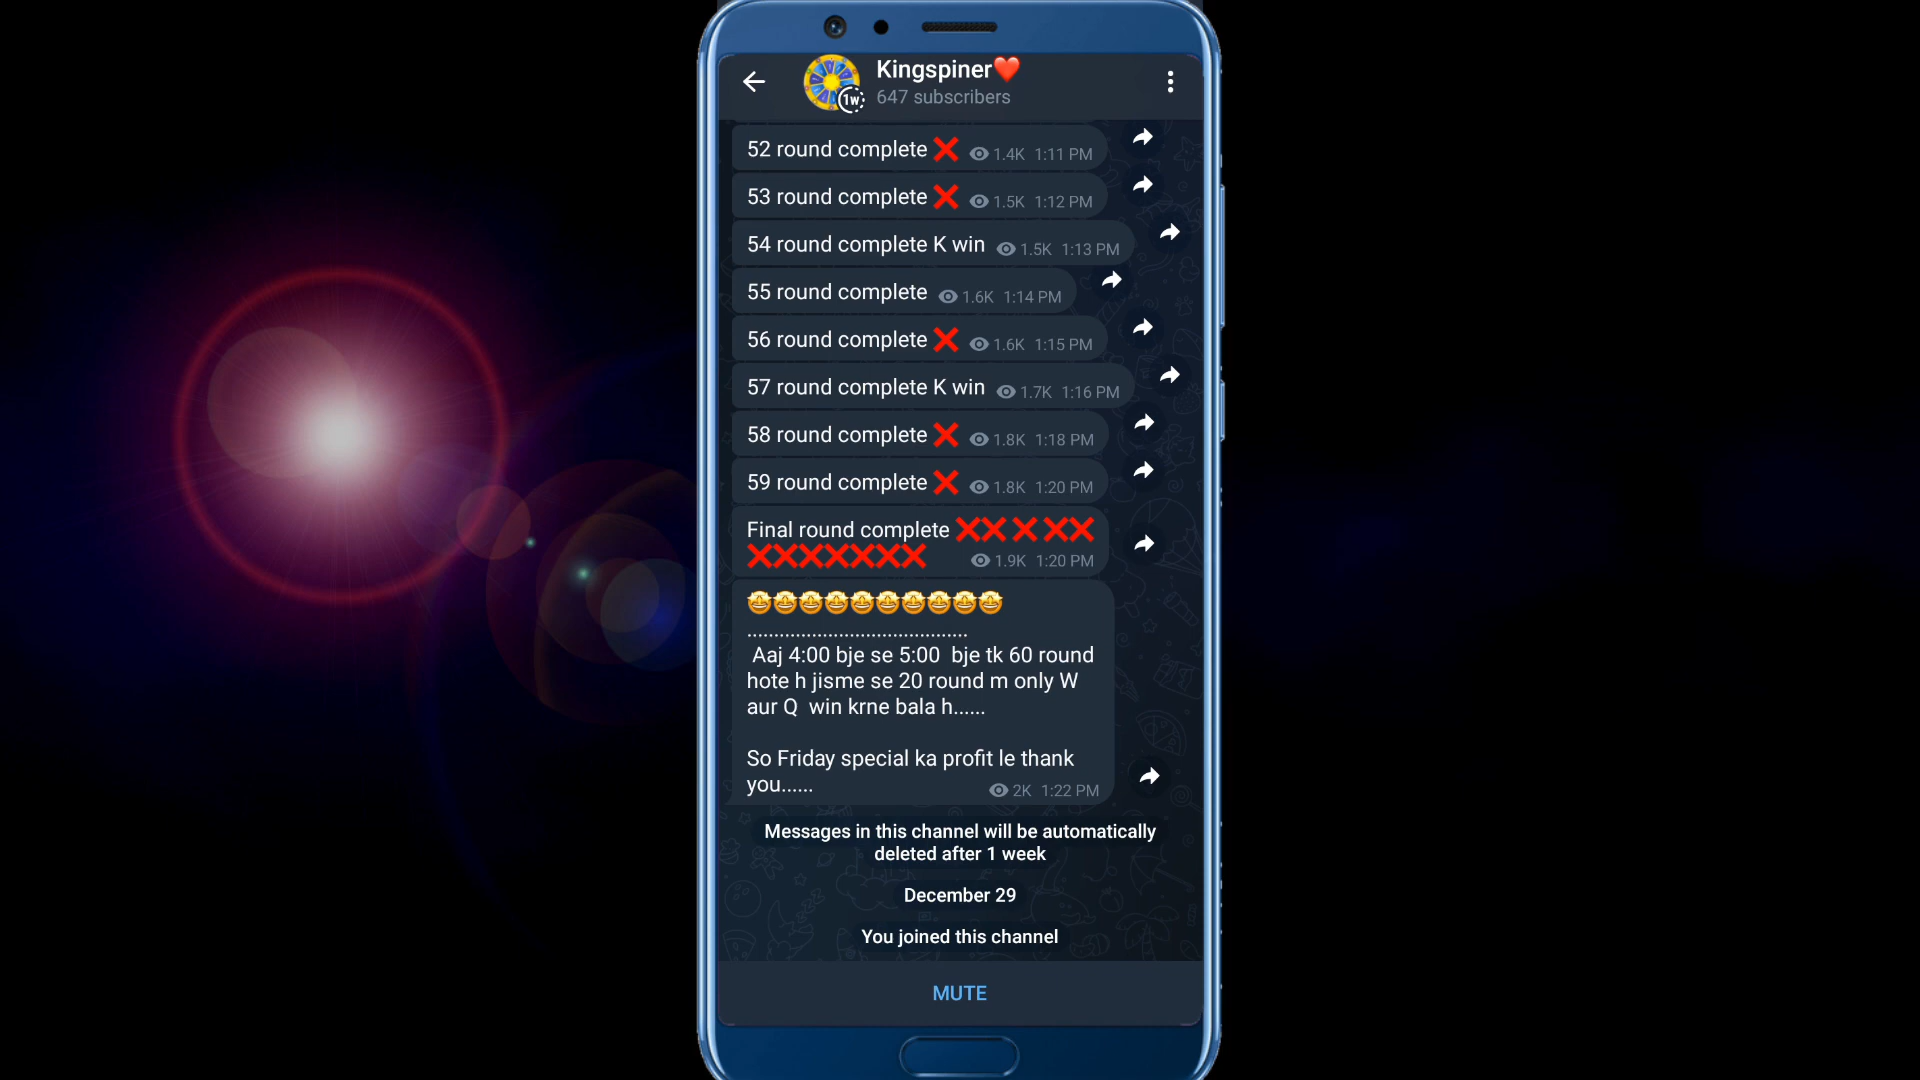 Kingspiner❤️
1w
647 subscribers
52 round complete ❌ 1.4K 1:11 PM
53 round complete ❌ 1.5K 1:12 PM
54 round complete K win 1.5K 1:13 PM
55 round complete 1.6K 1:14 PM
56 round complete ❌ 1.6K 1:15 PM
57 round complete K win 1.7K 1:16 PM
58 round complete ❌ 1.8K 1:18 PM
59 round complete ❌ 1.8K 1:20 PM
Final round complete ❌❌ ❌ ❌❌
❌❌❌❌❌❌❌ 1.9K 1:20 PM
🤩🤩🤩🤩🤩🤩🤩🤩🤩🤩
.........................................
Aaj 4:00 bje se 5:00 bje tk 60 round
hote h jisme se 20 round m only W
aur Q win krne bala h......
So Friday special ka profit le thank
you...... 2K 1:22 PM
Messages in this channel will be automatically
deleted after 1 week
December 29
You joined this channel
MUTE